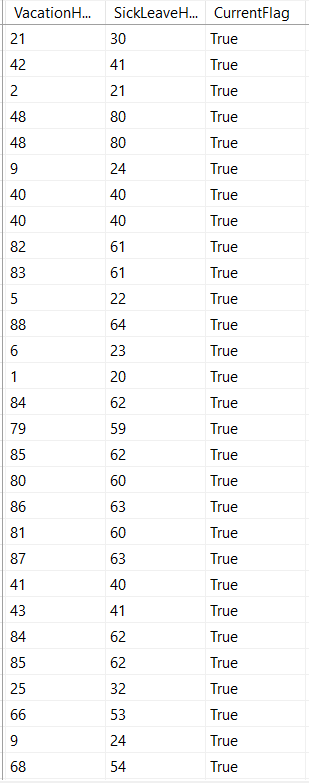 VacationH... SickLeaveH... CurrentFlag
21 30 True
42 41 True
2 21 True
48 80 True
48 80 True
9 24 True
40 40 True
40 40 True
82 61 True
83 61 True
5 22 True
88 64 True
6 23 True
1 20 True
84 62 True
79 59 True
85 62 True
80 60 True
86 63 True
81 60 True
87 63 True
41 40 True
43 41 True
84 62 True
85 62 True
25 32 True
66 53 True
9 24 True
68 54 True